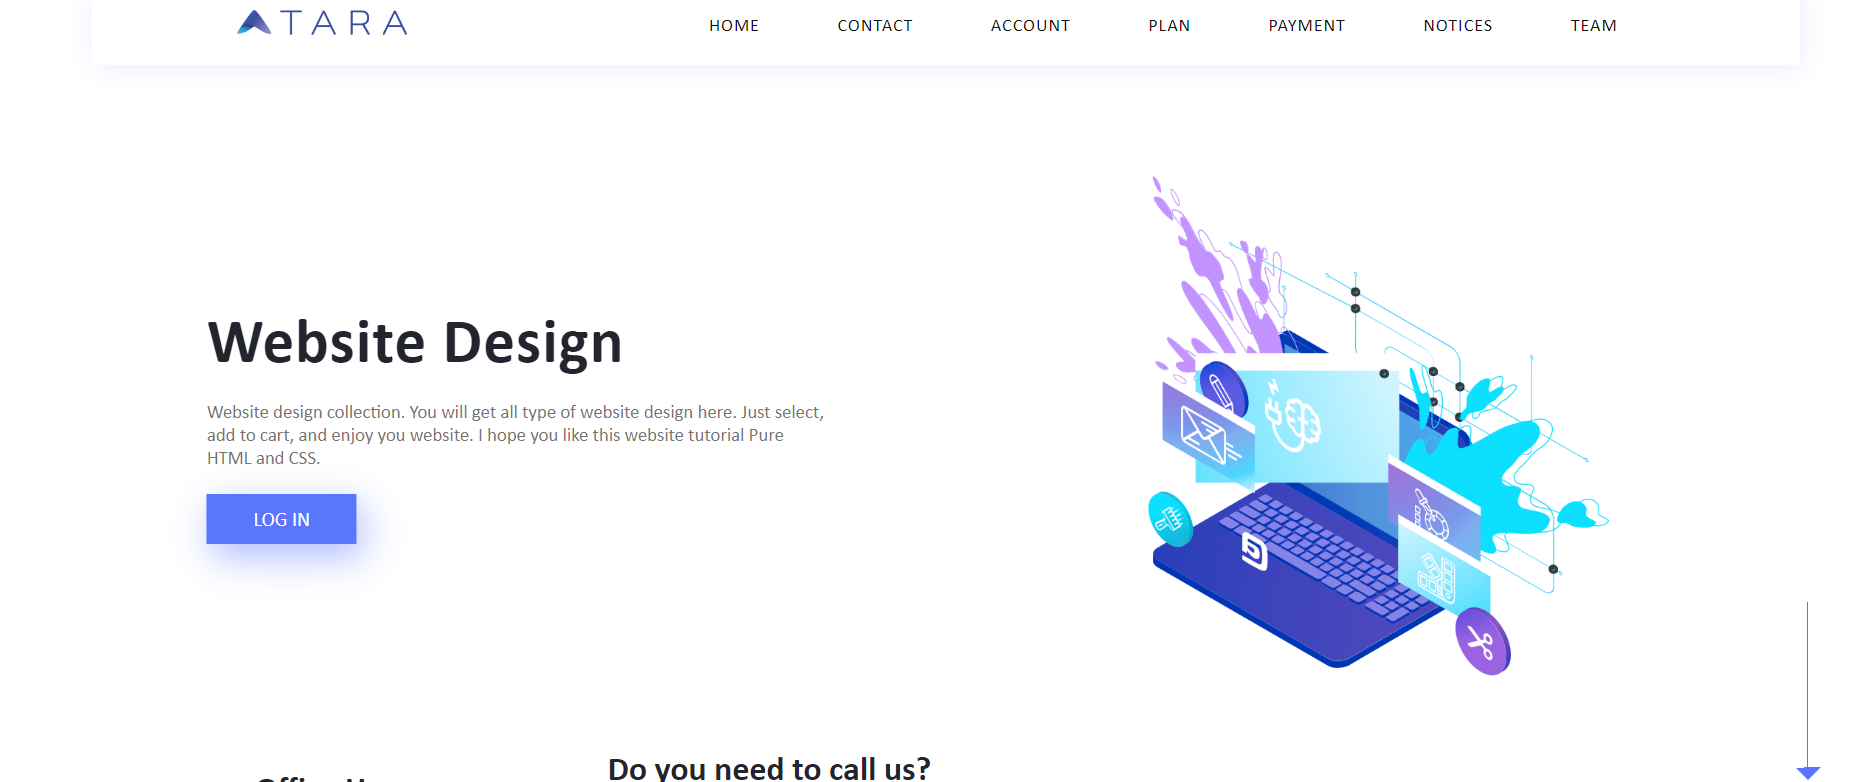 ATARA
HOME CONTACT ACCOUNT PLAN PAYMENT NOTICES TEAM
Website Design
Website design collection. You will get all type of website design here. Just select,
add to cart, and enjoy you website. I hope you like this website tutorial Pure
HTML and CSS.
LOG IN
Do you need to call us?